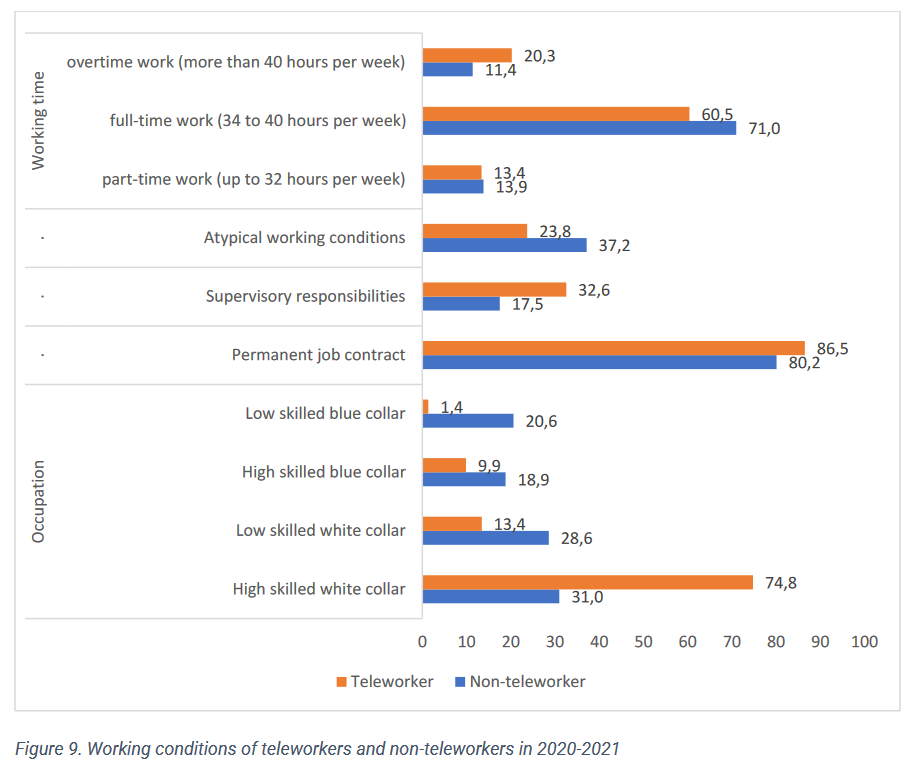 Working time
overtime work (more than 40 hours per week)
20,3
11,4
full-time work (34 to 40 hours per week)
60,5
71,0
part-time work (up to 32 hours per week)
13,4
13,9
. Atypical working conditions
23,8
37,2
. Supervisory responsibilities
32,6
17,5
. Permanent job contract
86,5
80,2
Occupation
Low skilled blue collar
1,4
20,6
High skilled blue collar
9,9
18,9
Low skilled white collar
13,4
28,6
High skilled white collar
74,8
31,0
0 10 20 30 40 50 60 70 80 90 100
Teleworker Non-teleworker
Figure 9. Working conditions of teleworkers and non-teleworkers in 2020-2021